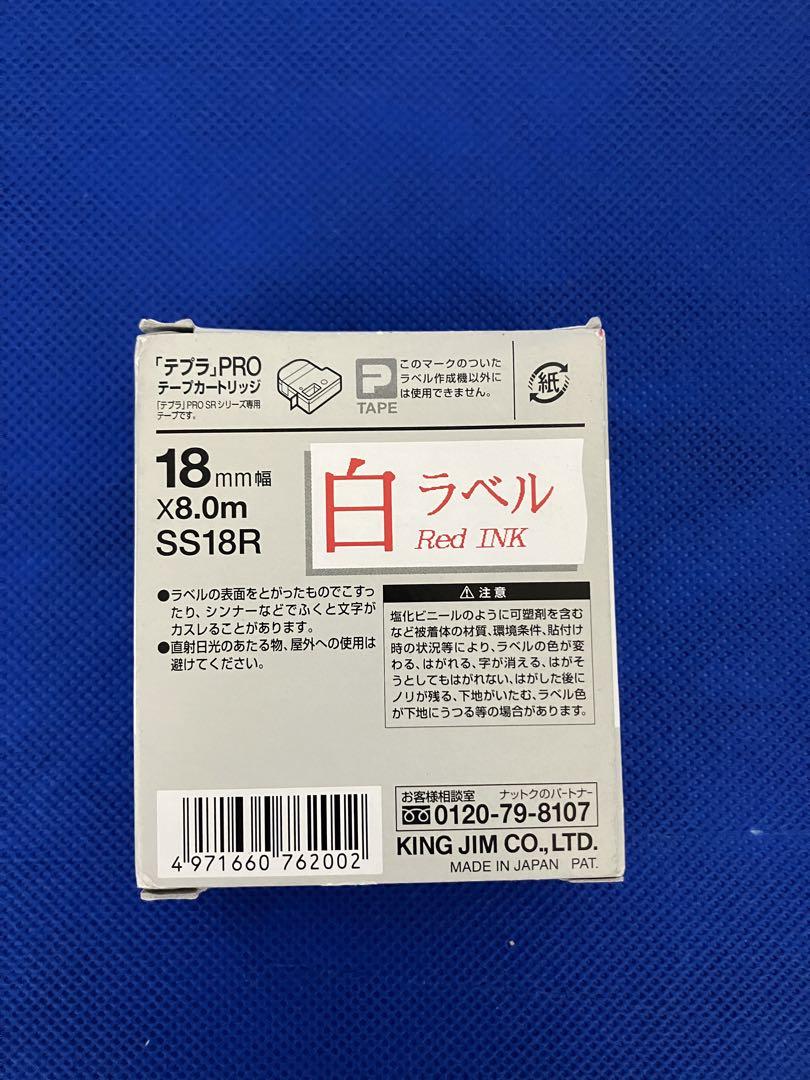 「テプラ」PRO
テープカートリッジ
「テプラ」PRO SRシリーズ専用
テープです。
P
TAPE
このマークのついた
ラベル作成機以外に
は使用できません。
紙
18mm幅
X8.0m
SS18R
白 ラベル
Red INK
●ラベルの表面をとがったものでこすっ
たり、シンナーなどでふくと文字が
カスレることがあります。
●直射日光のあたる物、屋外への使用は
避けてください。
⚠注意
塩化ビニールのように可塑剤を含む
など被着体の材質、環境条件、貼付け
時の状況等により、ラベルの色が変
わる、はがれる、字が消える、はがそ
うとしてもはがれない、はがした後に
ノリが残る、下地がいたむ、ラベル色
が下地にうつる等の場合があります。
4 971660 762002
お客様相談室 ナットクのパートナー
0120-79-8107
KING JIM CO.,LTD.
MADE IN JAPAN PAT.